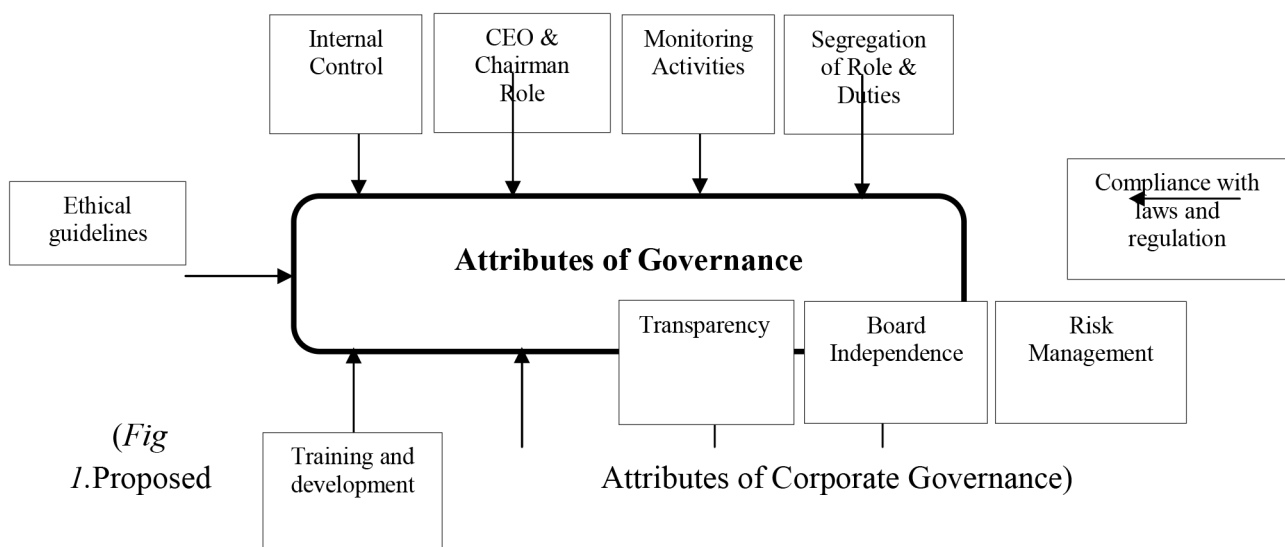 Internal
Control
CEO &
Chairman
Role
Monitoring
Activities
Segregation
of Role &
Duties
Ethical
guidelines
Compliance with
laws and
regulation
Attributes of Governance
Transparency
Board
Independence
Risk
Management
Training and
development
(Fig
1.Proposed
Attributes of Corporate Governance)